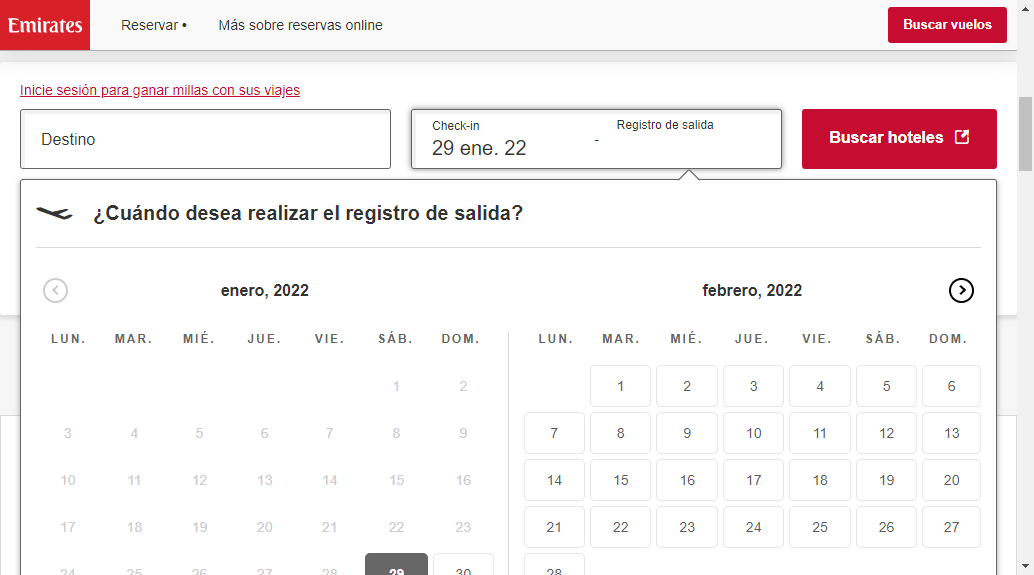 Emirates
Reservar •
Más sobre reservas online
Buscar vuelos
Inicie sesión para ganar millas con sus viajes
Destino
Check-in
29 ene. 22
-
Registro de salida
Buscar hoteles
¿Cuándo desea realizar el registro de salida?
enero, 2022
LUN. MAR. MIÉ. JUE. VIE. SÁB. DOM.
1 2
3 4 5 6 7 8 9
10 11 12 13 14 15 16
17 18 19 20 21 22 23
24 25 26 27 28 29 30
febrero, 2022
LUN. MAR. MIÉ. JUE. VIE. SÁB. DOM.
1 2 3 4 5 6
7 8 9 10 11 12 13
14 15 16 17 18 19 20
21 22 23 24 25 26 27
28